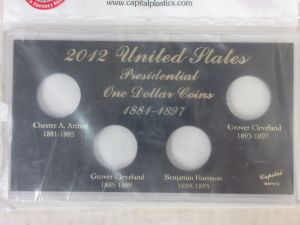 www.capitalplastics.com
2012 United States
Presidential
One Dollar Coins
1881-1897
Chester A. Arthur
1881-1885
Grover Cleveland
1893-1897
Grover Cleveland
1885-1889
Benjamin Harrison
1889-1893
Capital